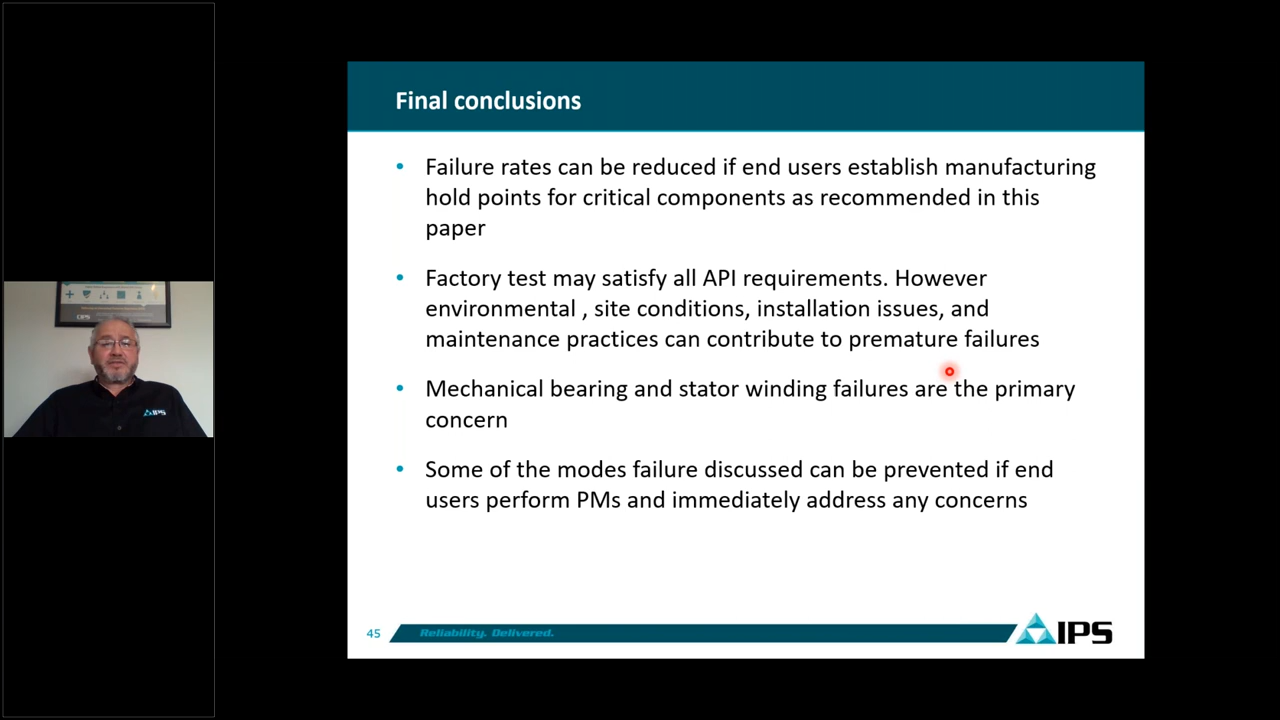 Final conclusions
• Failure rates can be reduced if end users establish manufacturing
hold points for critical components as recommended in this
paper
• Factory test may satisfy all API requirements. However
environmental , site conditions, installation issues, and
maintenance practices can contribute to premature failures
• Mechanical bearing and stator winding failures are the primary
concern
• Some of the modes failure discussed can be prevented if end
users perform PMs and immediately address any concerns
45
Reliability. Delivered.
IPS
IPS
IPS